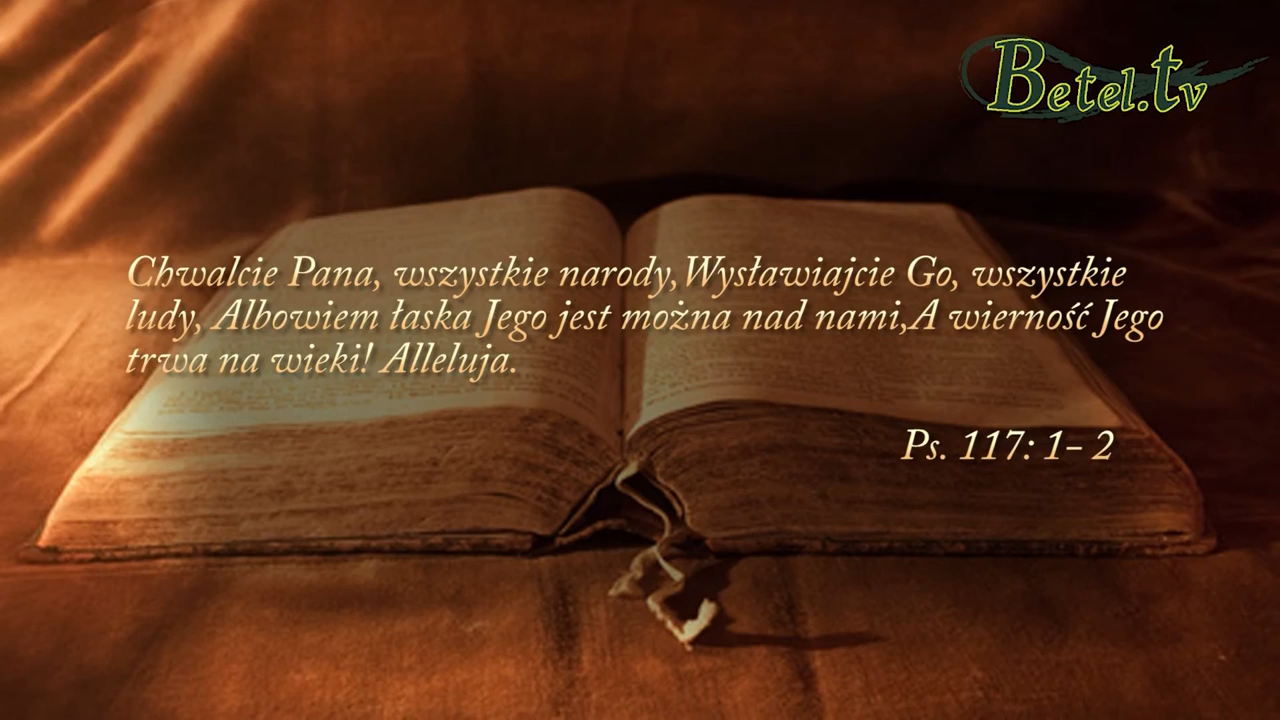 Betel.tv
Chwalcie Pana, wszystkie narody,Wysławiajcie Go, wszystkie
ludy, Albowiem łaska Jego jest można nad nami,A wierność Jego
trwa na wieki! Alleluja.
Ps. 117: 1- 2